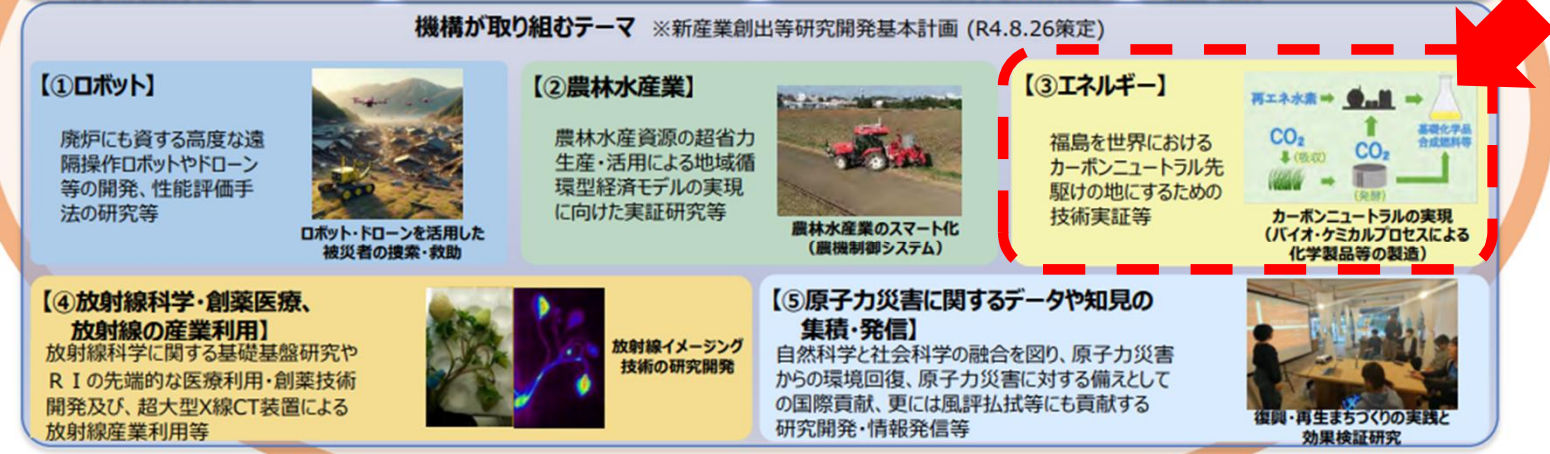 機構が取り組むテーマ ※新産業創出等研究開発基本計画 (R4.8.26策定)
【①ロボット】
廃炉にも資する高度な遠
隔操作ロボットやドローン
等の開発、性能評価手
法の研究等
ロボット・ドローンを活用した
被災者の捜索・救助
【②農林水産業】
農林水産資源の超省力
生産・活用による地域循
環型経済モデルの実現
に向けた実証研究等
農林水産業のスマート化
(農機制御システム)
【③エネルギー】
福島を世界における
カーボンニュートラル先
駆けの地にするための
技術実証等
再エネ水素
CO₂
(吸収)
CO₂
(発酵)
基礎化学品
合成燃料等
カーボンニュートラルの実現
(バイオ・ケミカルプロセスによる
化学製品等の製造)
【④放射線科学・創薬医療、
放射線の産業利用】
放射線科学に関する基礎基盤研究や
ＲＩの先端的な医療利用・創薬技術
開発及び、超大型X線CT装置による
放射線産業利用等
放射線イメージング
技術の研究開発
【⑤原子力災害に関するデータや知見の
集積・発信】
自然科学と社会科学の融合を図り、原子力災害
からの環境回復、原子力災害に対する備えとして
の国際貢献、更には風評払拭等にも貢献する
研究開発・情報発信等
復興・再生まちづくりの実践と
効果検証研究